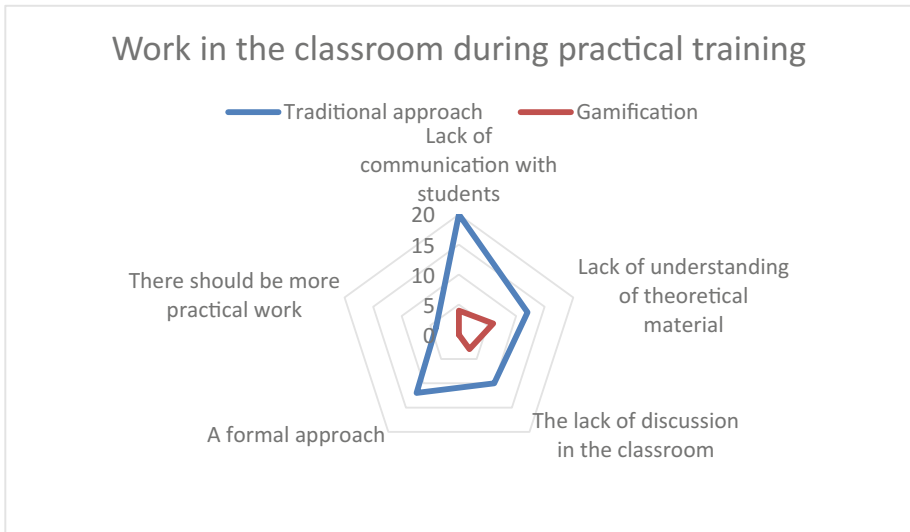 Work in the classroom during practical training
Traditional approach
Gamification
Lack of
communication with
students
20
15
10
5
0
Lack of understanding
of theoretical
material
The lack of discussion
in the classroom
A formal approach
There should be more
practical work